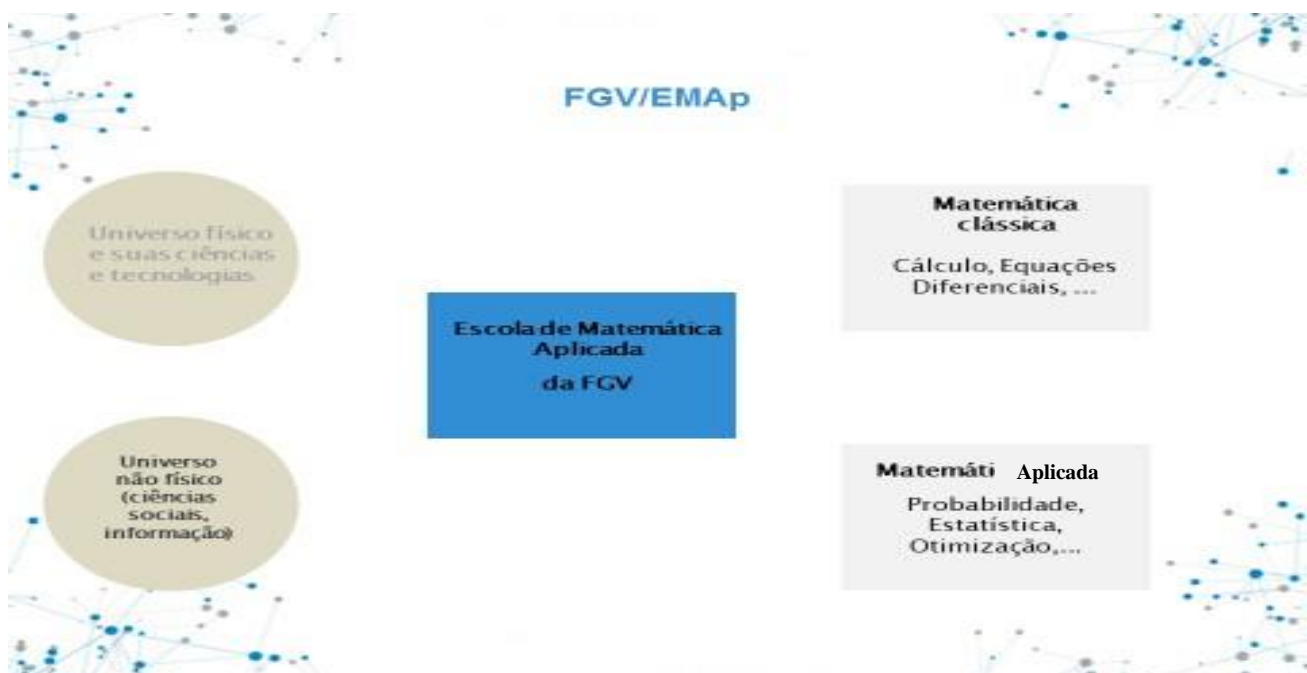 FGV/EMAp
Universo físico
e suas ciências
e tecnologias
Matemática
clássica
Cálculo, Equações
Diferenciais, ...
Escola de Matemática
Aplicada
da FGV
Universo
não físico
(ciências
sociais,
informação)
Matemáti Aplicada
Probabilidade,
Estatística,
Otimização,...